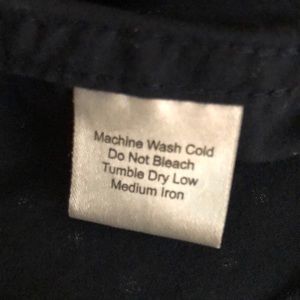 Machine Wash Cold
Do Not Bleach
Tumble Dry Low
Medium Iron